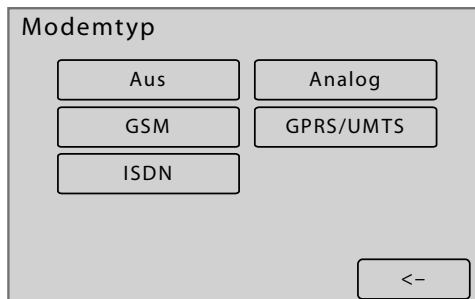 Modemtyp
Aus
Analog
GSM
GPRS/UMTS
ISDN
<–